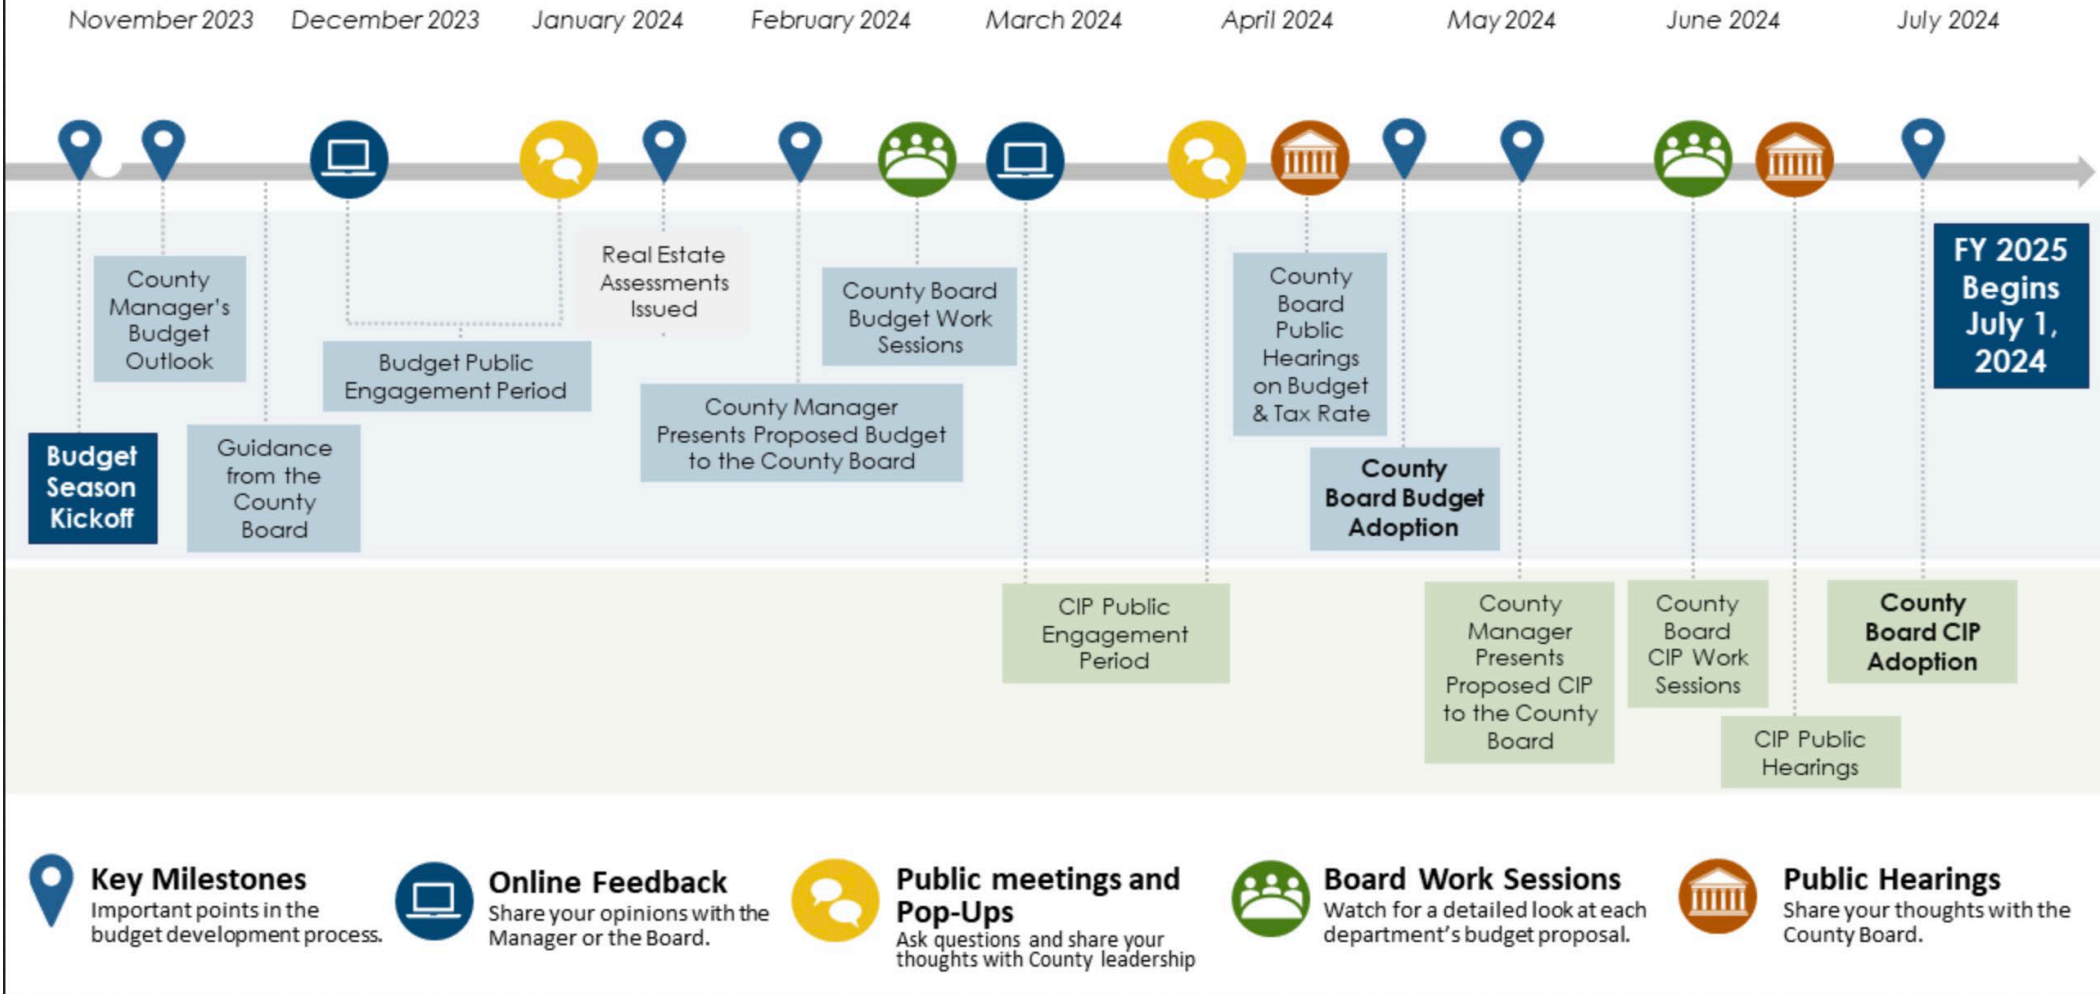 November 2023 December 2023 January 2024 February 2024 March 2024 April 2024 May 2024 June 2024 July 2024
County
Manager's
Budget
Outlook
Budget
Season
Kickoff
Guidance
from the
County
Board
Budget Public
Engagement Period
Real Estate
Assessments
Issued
County Manager
Presents Proposed Budget
to the County Board
County Board
Budget Work
Sessions
County
Board
Public
Hearings
on Budget
& Tax Rate
County
Board Budget
Adoption
FY 2025
Begins
July 1,
2024
CIP Public
Engagement
Period
County
Manager
Presents
Proposed CIP
to the County
Board
County
Board
CIP Work
Sessions
CIP Public
Hearings
County
Board CIP
Adoption
Key Milestones
Important points in the
budget development process.
Online Feedback
Share your opinions with the
Manager or the Board.
Public meetings and
Pop-Ups
Ask questions and share your
thoughts with County leadership
Board Work Sessions
Watch for a detailed look at each
department's budget proposal.
Public Hearings
Share your thoughts with the
County Board.